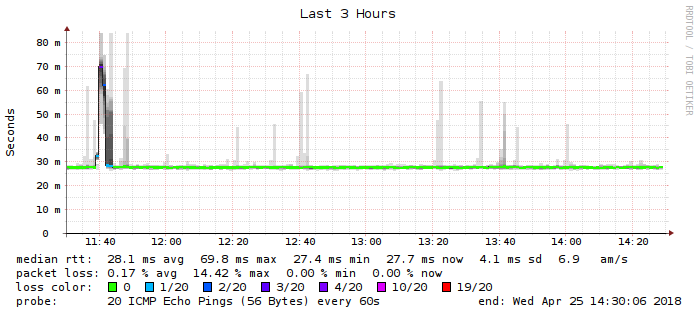 Last 3 Hours
RRDTOOL / TOBI OETIKER
Seconds
80 m
70 m
60 m
50 m
40 m
30 m
20 m
10 m
0
11:40 12:00 12:20 12:40 13:00 13:20 13:40 14:00 14:20
median rtt: 28.1 ms avg 69.8 ms max 27.4 ms min 27.7 ms now 4.1 ms sd 6.9 am/s
packet loss: 0.17 % avg 14.42 % max 0.00 % min 0.00 % now
loss color: 0 1/20 2/20 3/20 4/20 10/20 19/20
probe: 20 ICMP Echo Pings (56 Bytes) every 60s end: Wed Apr 25 14:30:06 2018